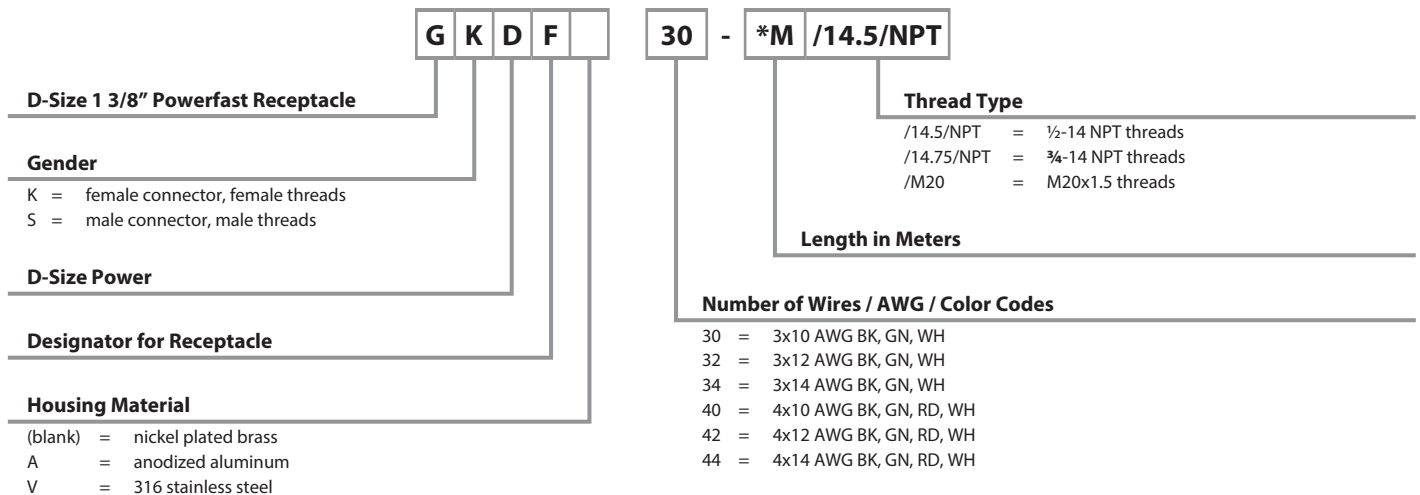 G K D F 30 - *M /14.5/NPT
D-Size 1 3/8” Powerfast Receptacle
Gender
K = female connector, female threads
S = male connector, male threads
D-Size Power
Designator for Receptacle
Housing Material
(blank) = nickel plated brass
A = anodized aluminum
V = 316 stainless steel
Thread Type
/14.5/NPT = ½-14 NPT threads
/14.75/NPT = ¾-14 NPT threads
/M20 = M20x1.5 threads
Length in Meters
Number of Wires / AWG / Color Codes
30 = 3x10 AWG BK, GN, WH
32 = 3x12 AWG BK, GN, WH
34 = 3x14 AWG BK, GN, WH
40 = 4x10 AWG BK, GN, RD, WH
42 = 4x12 AWG BK, GN, RD, WH
44 = 4x14 AWG BK, GN, RD, WH